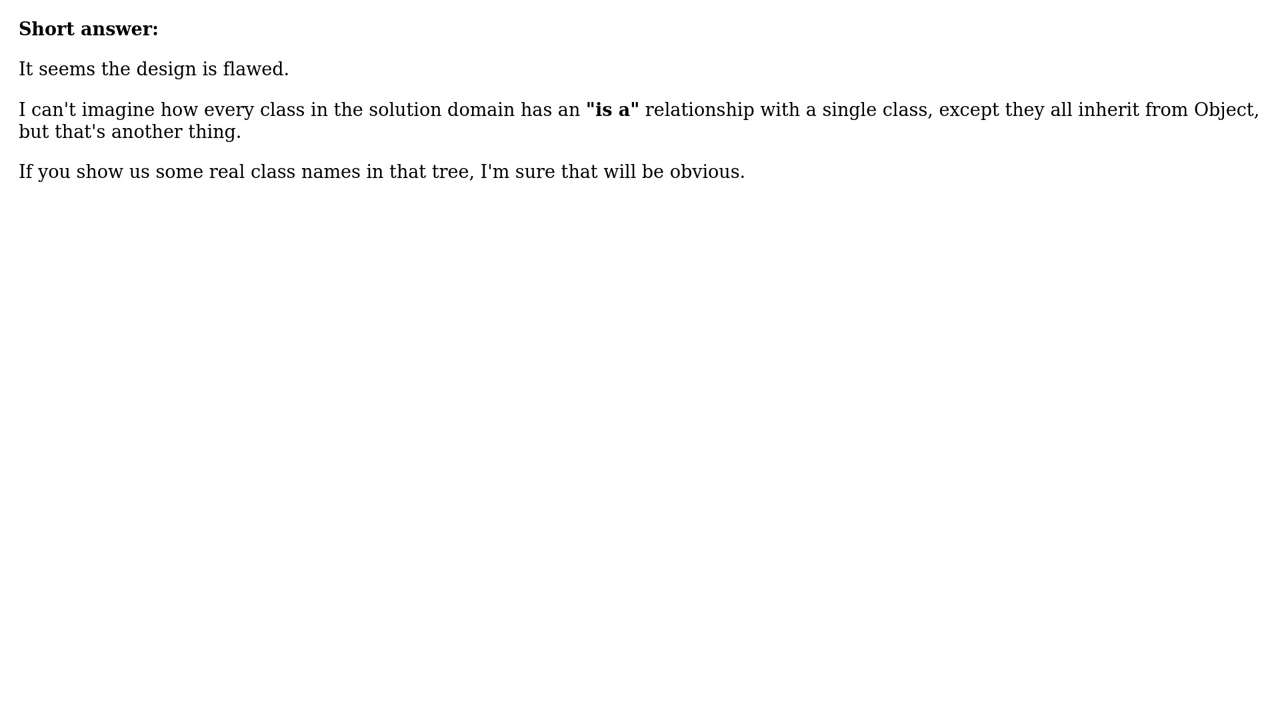 Short answer:
It seems the design is flawed.
I can't imagine how every class in the solution domain has an "is a" relationship with a single class, except they all inherit from Object,
but that's another thing.
If you show us some real class names in that tree, I'm sure that will be obvious.